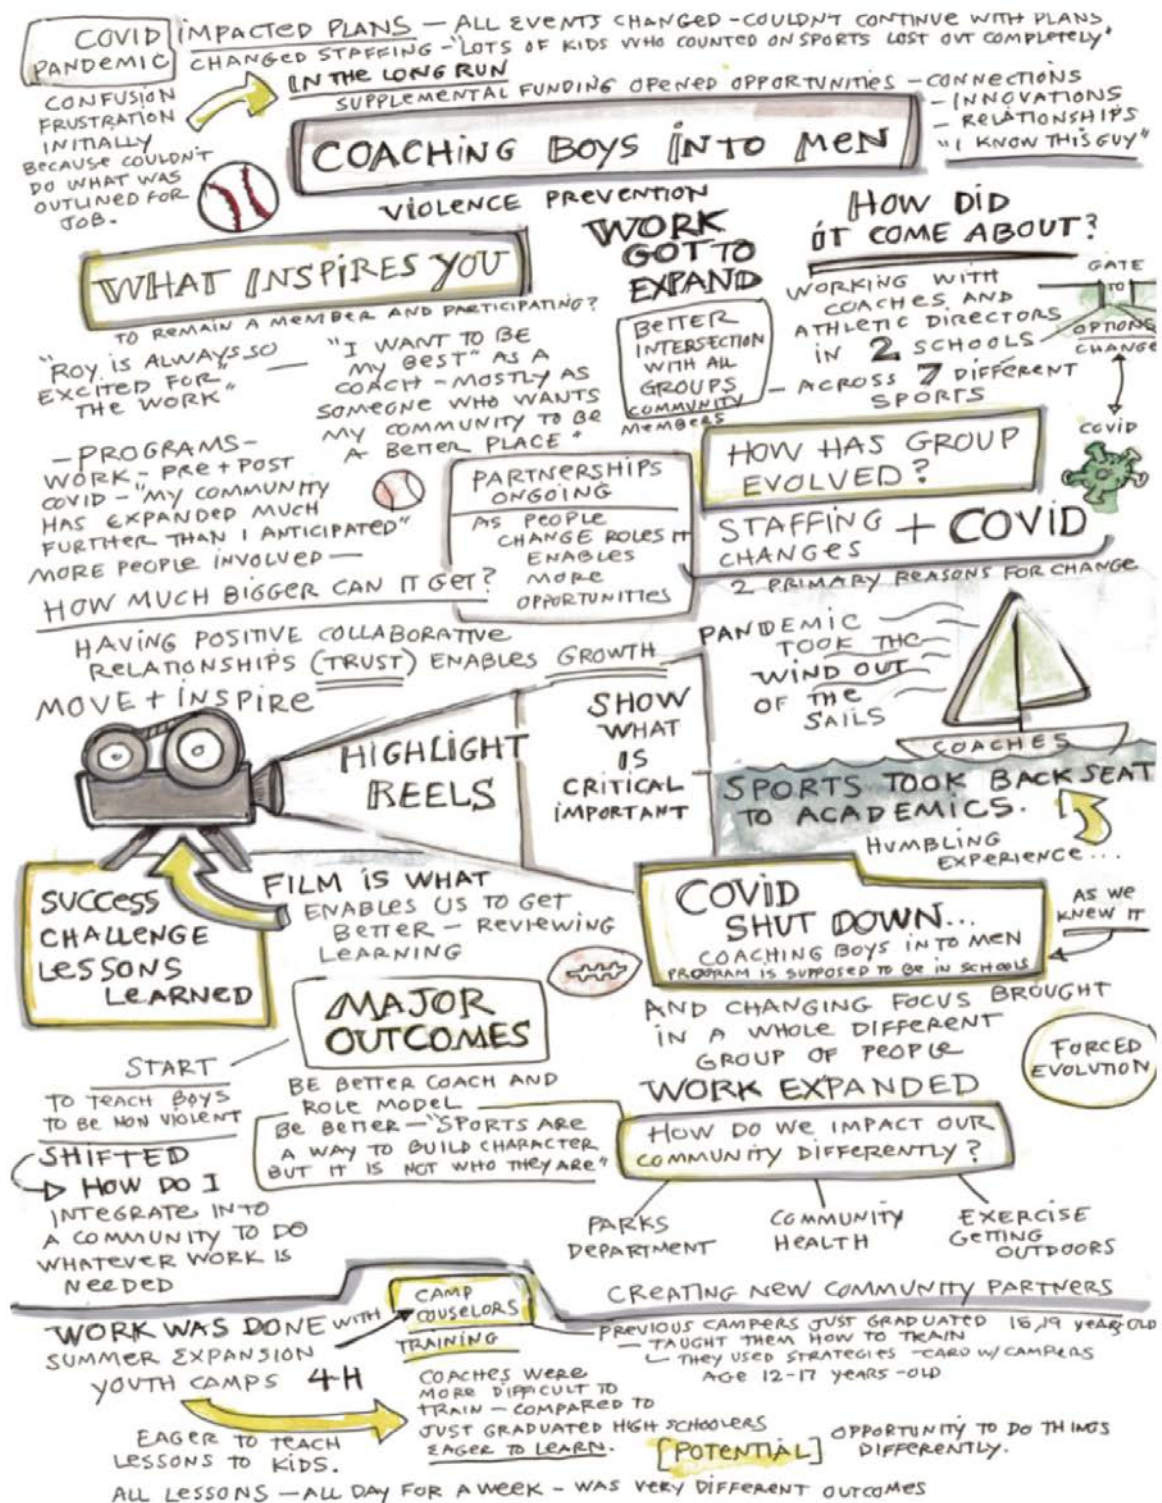 COVID PANDEMIC
IMPACTED PLANS — ALL EVENTS CHANGED - COULDN'T CONTINUE WITH PLANS,
CHANGED STAFFING - "LOTS OF KIDS WHO COUNTED ON SPORTS LOST OUT COMPLETELY"
IN THE LONG RUN
SUPPLEMENTAL FUNDING OPENED OPPORTUNITIES - CONNECTIONS
- INNOVATIONS
- RELATIONSHIPS
"I KNOW THIS GUY"
CONFUSION
FRUSTRATION
INITIALLY
BECAUSE COULDN'T
DO WHAT WAS
OUTLINED FOR
JOB.
COACHING BOYS INTO MEN
VIOLENCE PREVENTION
WHAT INSPIRES YOU
TO REMAIN A MEMBER AND PARTICIPATING?
"ROY IS ALWAYS SO
EXCITED FOR
THE WORK"
"I WANT TO BE
MY BEST" AS A
COACH - MOSTLY AS
SOMEONE WHO WANTS
MY COMMUNITY TO BE
A BETTER PLACE"
WORK
GOT TO
EXPAND
BETTER
INTERSECTION
WITH ALL
GROUPS
COMMUNITY
MEMBERS
HOW DID
IT COME ABOUT?
WORKING WITH
COACHES AND
ATHLETIC DIRECTORS
IN 2 SCHOOLS
- ACROSS 7 DIFFERENT
SPORTS
GATE
TO
OPTIONS
CHANGE
COVID
- PROGRAMS -
WORK - PRE + POST
COVID - "MY COMMUNITY
HAS EXPANDED MUCH
FURTHER THAN I ANTICIPATED"
MORE PEOPLE INVOLVED —
HOW MUCH BIGGER CAN IT GET?
PARTNERSHIPS
ONGOING
AS PEOPLE
CHANGE ROLES IT
ENABLES
MORE
OPPORTUNITIES
HOW HAS GROUP
EVOLVED?
STAFFING CHANGES + COVID
2 PRIMARY REASONS FOR CHANGE
HAVING POSITIVE COLLABORATIVE
RELATIONSHIPS (TRUST) ENABLES GROWTH
PANDEMIC
TOOK THE
WIND OUT
OF THE
SAILS
COACHES
SPORTS TOOK BACK SEAT
TO ACADEMICS.
HUMBLING
EXPERIENCE...
MOVE + INSPIRE
HIGHLIGHT
REELS
SHOW
WHAT
IS
CRITICAL
IMPORTANT
SUCCESS
CHALLENGE
LESSONS
LEARNED
FILM IS WHAT
ENABLES US TO GET
BETTER - REVIEWING
LEARNING
COVID
SHUT DOWN...
COACHING BOYS INTO MEN
PROGRAM IS SUPPOSED TO BE IN SCHOOLS
AS WE
KNEW IT
AND CHANGING FOCUS BROUGHT
IN A WHOLE DIFFERENT
GROUP OF PEOPLE
FORCED
EVOLUTION
WORK EXPANDED
HOW DO WE IMPACT OUR
COMMUNITY DIFFERENTLY?
PARKS
DEPARTMENT
COMMUNITY
HEALTH
EXERCISE
GETTING
OUTDOORS
CREATING NEW COMMUNITY PARTNERS
MAJOR
OUTCOMES
BE BETTER COACH AND
ROLE MODEL
BE BETTER - "SPORTS ARE
A WAY TO BUILD CHARACTER
BUT IT IS NOT WHO THEY ARE"
START
TO TEACH BOYS
TO BE NON VIOLENT
SHIFTED
HOW DO I
INTEGRATE INTO
A COMMUNITY TO DO
WHATEVER WORK IS
NEEDED
WORK WAS DONE WITH
SUMMER EXPANSION
YOUTH CAMPS 4-H
CAMP
COUSELORS
TRAINING
PREVIOUS CAMPERS JUST GRADUATED 18,19 YEARS OLD
- TAUGHT THEM HOW TO TRAIN
THEY USED STRATEGIES - CARD W/ CAMPERS
AGE 12-17 YEARS-OLD
COACHES WERE
MORE DIFFICULT TO
TRAIN - COMPARED TO
JUST GRADUATED HIGH SCHOOLERS
EAGER TO LEARN.
[POTENTIAL]
OPPORTUNITY TO DO THINGS
DIFFERENTLY.
EAGER TO TEACH
LESSONS TO KIDS.
ALL LESSONS - ALL DAY FOR A WEEK - WAS VERY DIFFERENT OUTCOMES